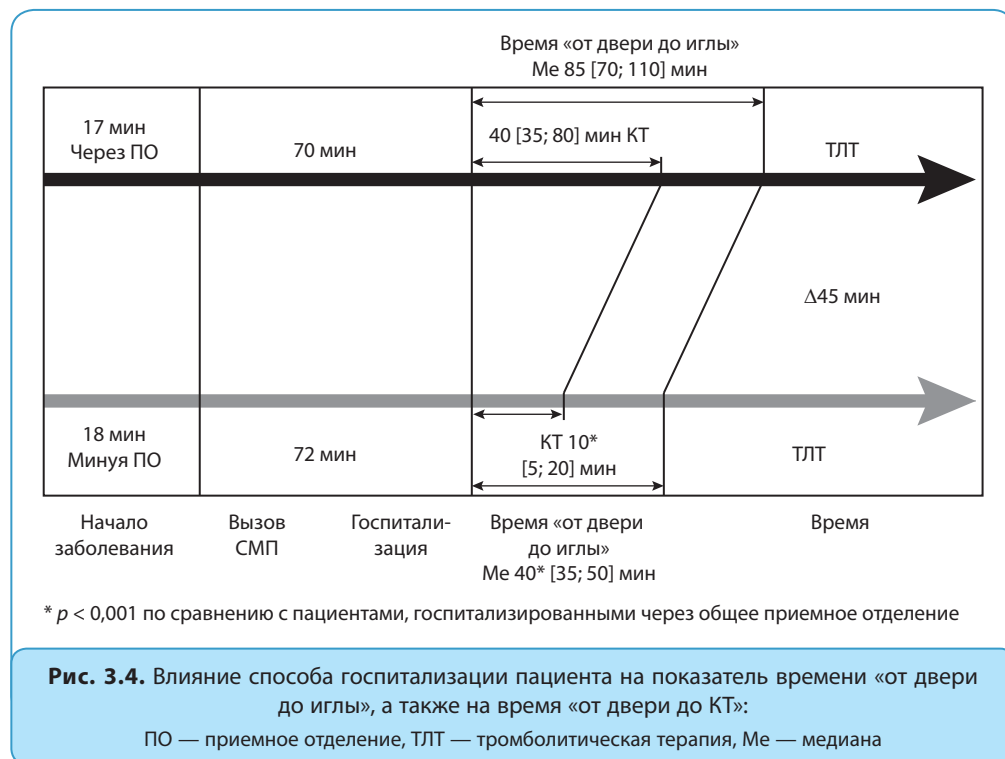 Время «от двери до иглы»
Me 85 [70; 110] мин
17 мин
Через ПО
70 мин
40 [35; 80] мин КТ
ТЛТ
Δ45 мин
18 мин
Минуя ПО
72 мин
КТ 10*
[5; 20] мин
ТЛТ
Начало
заболевания
Вызов
СМП
Госпитали-
зация
Время «от двери
до иглы»
Me 40* [35; 50] мин
Время
* p < 0,001 по сравнению с пациентами, госпитализированными через общее приемное отделение
Рис. 3.4. Влияние способа госпитализации пациента на показатель времени «от двери
до иглы», а также на время «от двери до КТ»:
ПО — приемное отделение, ТЛТ — тромболитическая терапия, Ме — медиана